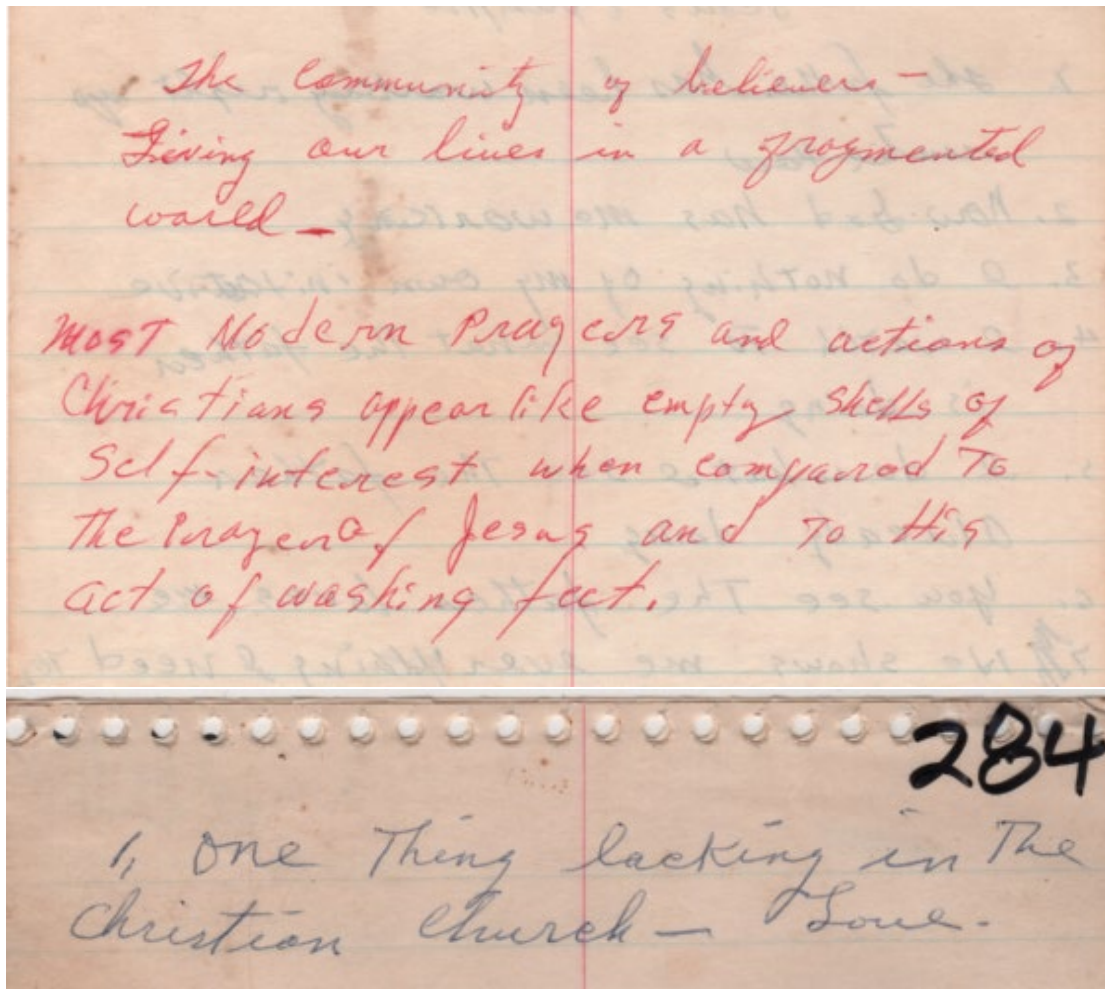 The Community of believers -
Living our lives in a fragmented
world -
Most Modern Prayers and actions of
Christians appear like empty shells of
Self-interest when compared To
The Prayer of Jesus and To His
act of washing feet.
284
1, One Thing lacking in The
Christian Church - Love.